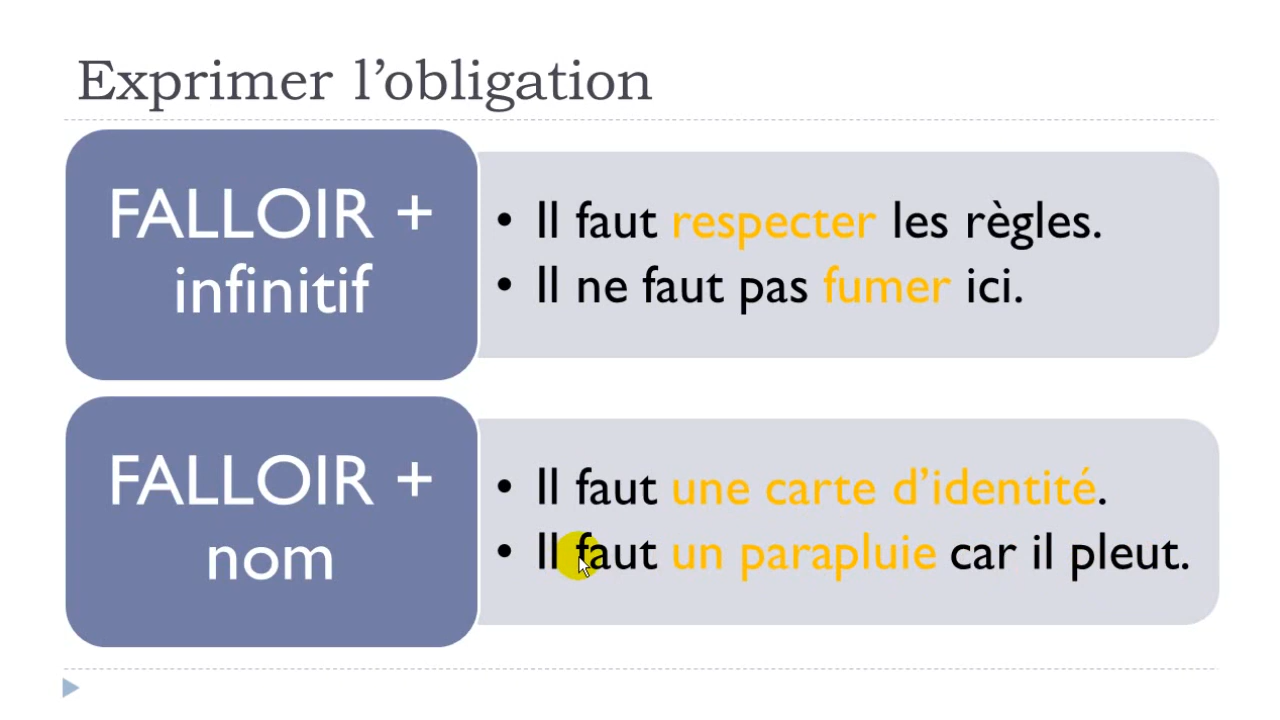 Exprimer l’obligation
FALLOIR +
infinitif
• Il faut respecter les règles.
• Il ne faut pas fumer ici.
FALLOIR +
nom
• Il faut une carte d’identité.
• Il faut un parapluie car il pleut.